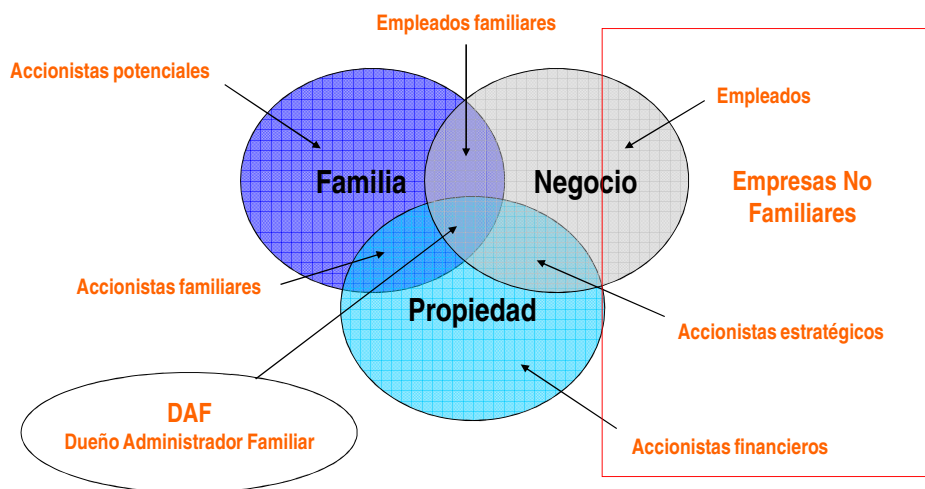 Empleados familiares
Accionistas potenciales
Empleados
Familia
Negocio
Empresas No
Familiares
Accionistas familiares
Propiedad
Accionistas estratégicos
DAF
Dueño Administrador Familiar
Accionistas financieros